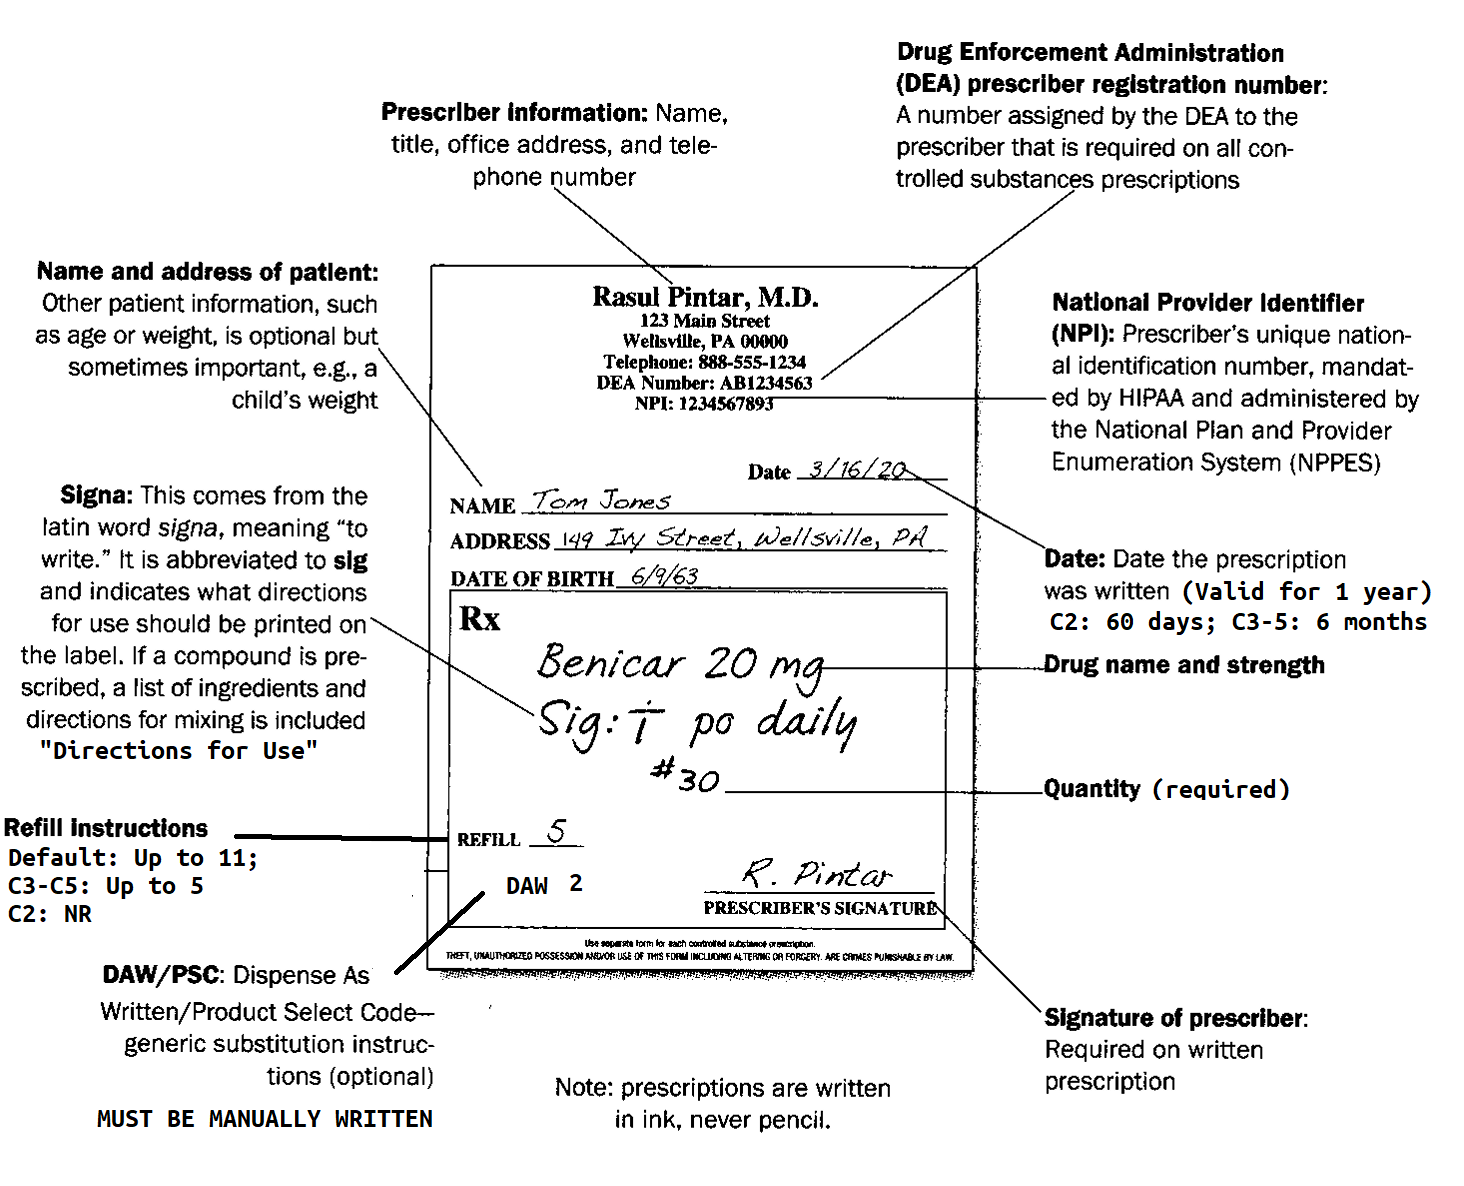 Drug Enforcement Administration
(DEA) prescriber registration number:
A number assigned by the DEA to the
prescriber that is required on all con-
trolled substances prescriptions
Prescriber information: Name,
title, office address, and tele-
phone number
Name and address of patient:
Other patient information, such
as age or weight, is optional but
sometimes important, e.g., a
child's weight
Rasul Pintar, M.D.
123 Main Street
Wellsville, PA 00000
Telephone: 888-555-1234
DEA Number: AB1234563
NPI: 1234567893
National Provider Identifier
(NPI): Prescriber's unique nation-
al identification number, mandat-
ed by HIPAA and administered by
the National Plan and Provider
Enumeration System (NPPES)
Date 3/16/20
NAME Tom Jones
ADDRESS 149 Ivy Street, Wellsville, PA
DATE OF BIRTH 6/9/63
Signa: This comes from the
latin word signa, meaning “to
write.” It is abbreviated to sig
and indicates what directions
for use should be printed on
the label. If a compound is pre-
scribed, a list of ingredients and
directions for mixing is included
"Directions for Use"
Date: Date the prescription
was written (Valid for 1 year)
C2: 60 days; C3-5: 6 months
Rx
Benicar 20 mg
Sig: i po daily
#30
Drug name and strength
Quantity (required)
Refill instructions
Default: Up to 11;
C3-C5: Up to 5
C2: NR
REFILL 5
DAW 2
R. Pintar
PRESCRIBER'S SIGNATURE
Use separate form for each controlled substance prescription.
THEFT, UNAUTHORIZED POSSESSION AND/OR USE OF THIS FORM INCLUDING ALTERING OR FORGERY, ARE CRIMES PUNISHABLE BY LAW.
DAW/PSC: Dispense As
Written/Product Select Code—
generic substitution instruc-
tions (optional)
MUST BE MANUALLY WRITTEN
Signature of prescriber:
Required on written
prescription
Note: prescriptions are written
in ink, never pencil.